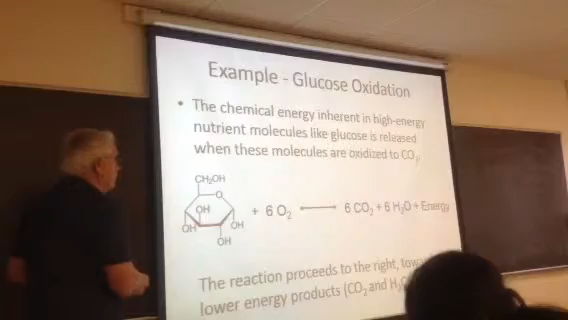 Example - Glucose Oxidation
• The chemical energy inherent in high-energy
nutrient molecules like glucose is released
when these molecules are oxidized to CO₂.
CH₂OH
O
OH
OH
OH
OH
+ 6 O₂ 6 CO₂ + 6 H₂O + Energy
The reaction proceeds to the right,
lower energy products (CO₂ and